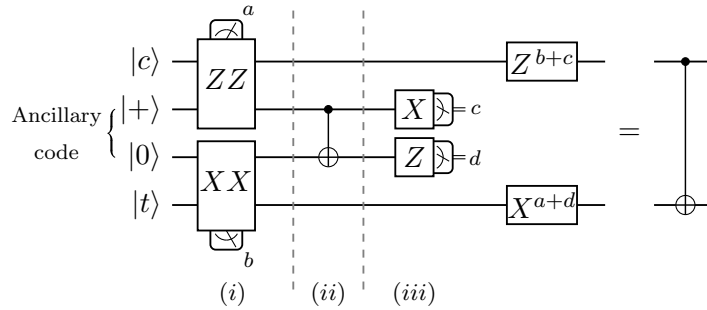 a
|c⟩
ZZ
Z^{b+c}
|+⟩
X
= c
Ancillary
code
|0⟩
Z
= d
=
XX
|t⟩
X^{a+d}
b
(i)
(ii)
(iii)